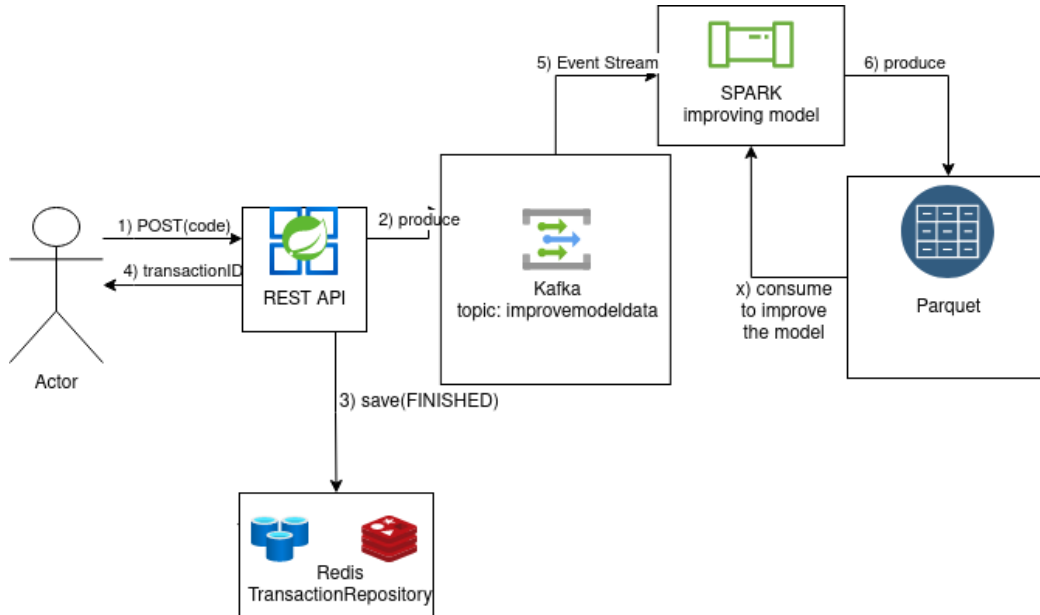 5) Event Stream
SPARK
improving model
6) produce
1) POST(code)
2) produce
4) transactionID
REST API
Kafka
topic: improvemodeldata
x) consume
to improve
the model
Parquet
Actor
3) save(FINISHED)
Redis
TransactionRepository